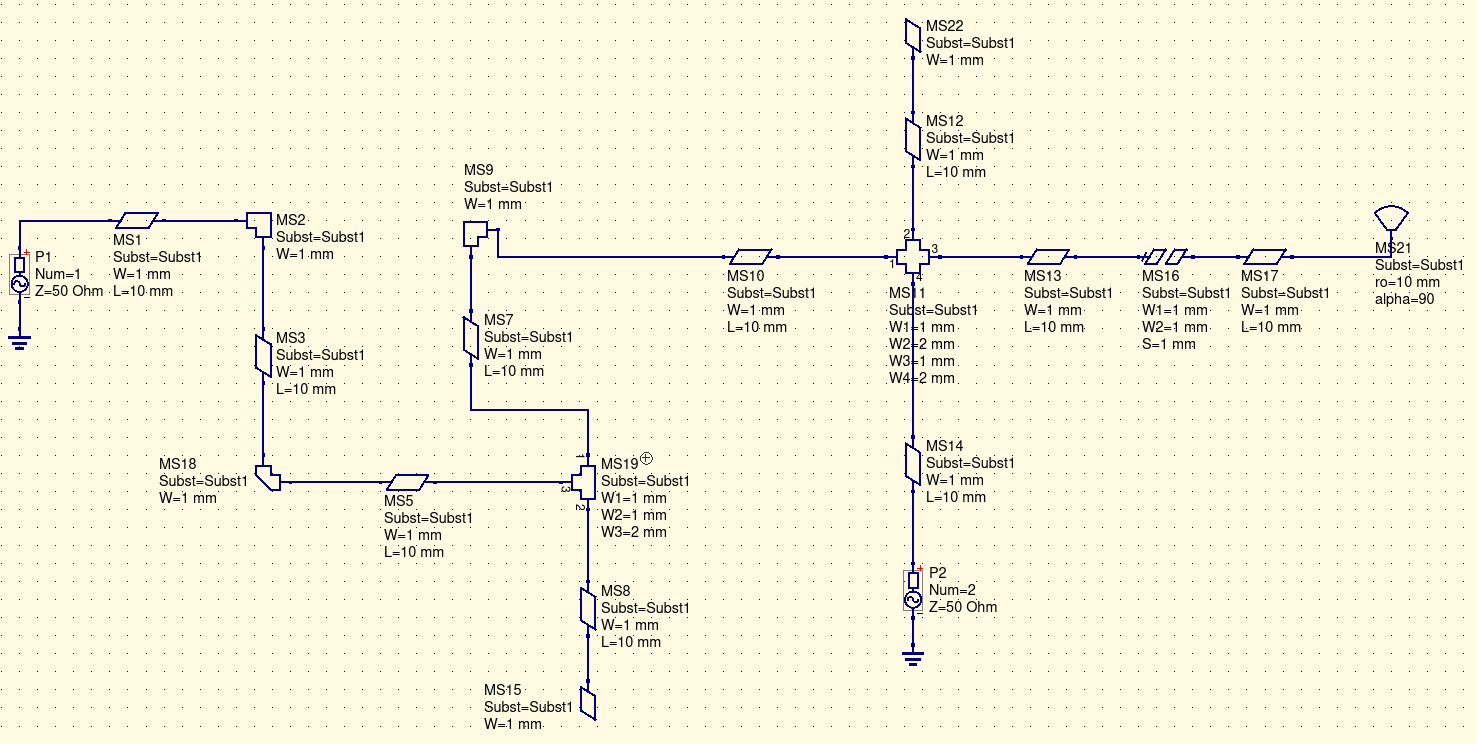 MS22
Subst=Subst1
W=1 mm
MS12
Subst=Subst1
W=1 mm
L=10 mm
MS9
Subst=Subst1
W=1 mm
MS1
Subst=Subst1
W=1 mm
L=10 mm
MS2
Subst=Subst1
W=1 mm
+
P1
Num=1
Z=50 Ohm
–
MS3
Subst=Subst1
W=1 mm
L=10 mm
MS7
Subst=Subst1
W=1 mm
L=10 mm
MS10
Subst=Subst1
W=1 mm
L=10 mm
2
3
1
4
MS11
Subst=Subst1
W1=1 mm
W2=2 mm
W3=1 mm
W4=2 mm
MS13
Subst=Subst1
W=1 mm
L=10 mm
MS16
Subst=Subst1
W1=1 mm
W2=1 mm
S=1 mm
MS17
Subst=Subst1
W=1 mm
L=10 mm
MS21
Subst=Subst1
ro=10 mm
alpha=90
MS18
Subst=Subst1
W=1 mm
MS5
Subst=Subst1
W=1 mm
L=10 mm
1
3
2
MS19
Subst=Subst1
W1=1 mm
W2=1 mm
W3=2 mm
MS14
Subst=Subst1
W=1 mm
L=10 mm
+
P2
Num=2
Z=50 Ohm
–
MS8
Subst=Subst1
W=1 mm
L=10 mm
MS15
Subst=Subst1
W=1 mm